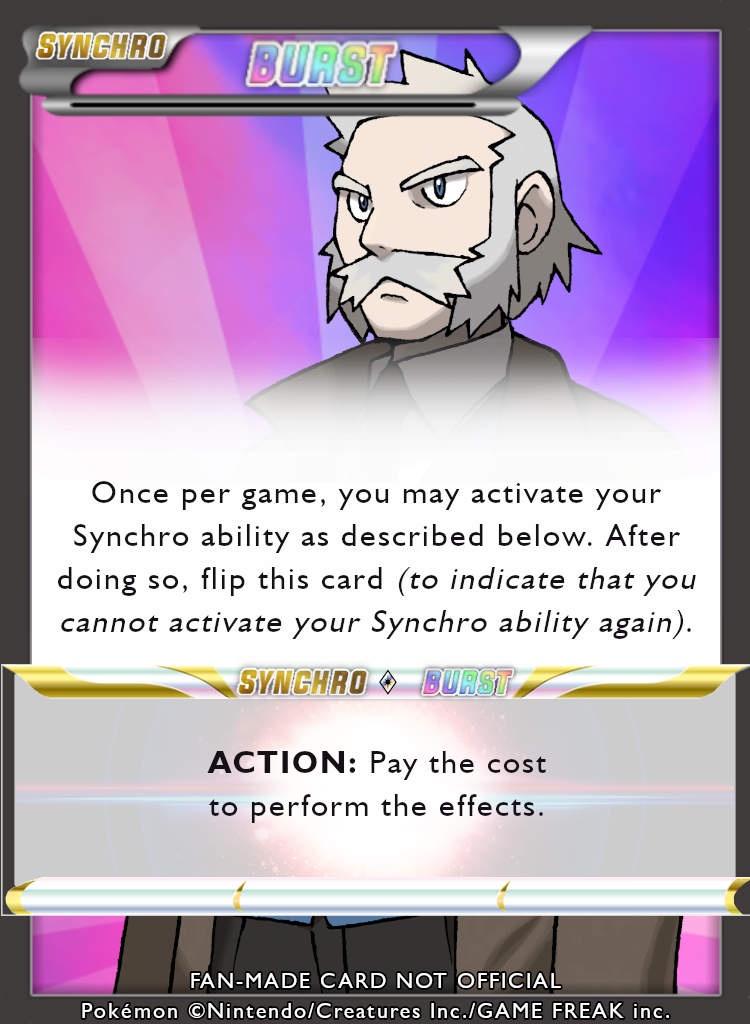 SYNCHRO BURST
Once per game, you may activate your
Synchro ability as described below. After
doing so, flip this card (to indicate that you
cannot activate your Synchro ability again).
SYNCHRO BURST
ACTION: Pay the cost
to perform the effects.
FAN-MADE CARD NOT OFFICIAL
Pokémon ©Nintendo/Creatures Inc./GAME FREAK inc.